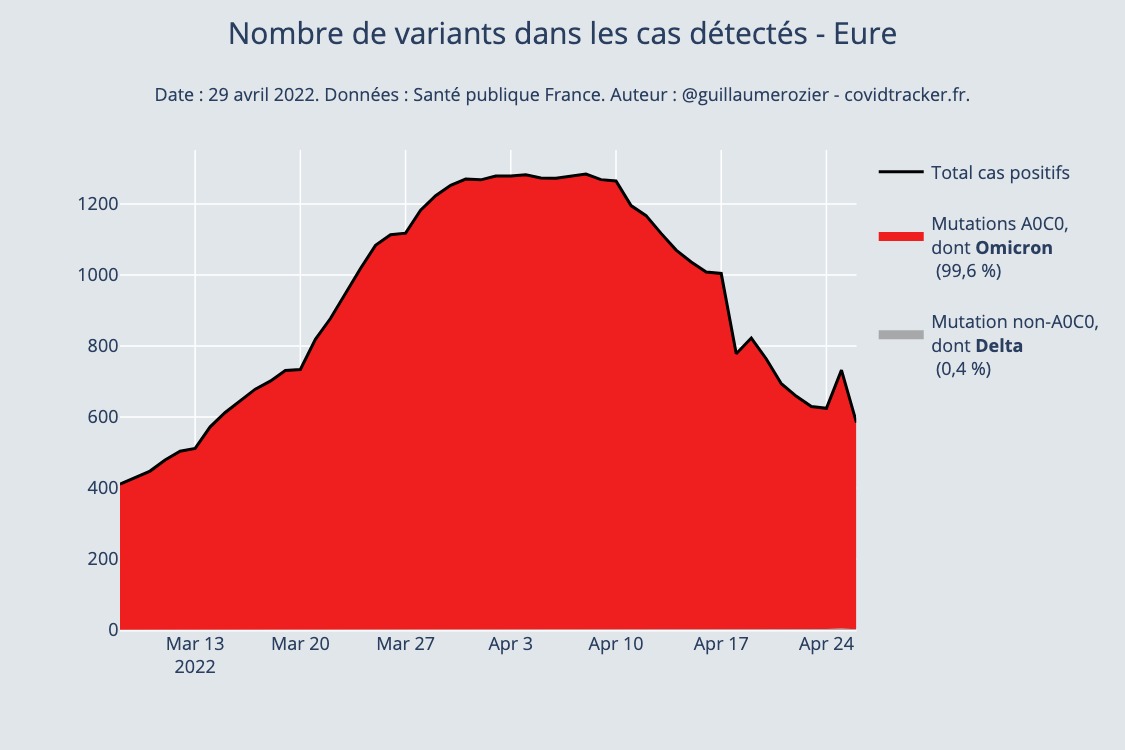 Nombre de variants dans les cas détectés - Eure
Date : 29 avril 2022. Données : Santé publique France. Auteur : @guillaumerozier - covidtracker.fr.
Total cas positifs
Mutations A0C0,
dont Omicron
(99,6 %)
Mutation non-A0C0,
dont Delta
(0,4 %)
1200
1000
800
600
400
200
0
Mar 13 Mar 20 Mar 27 Apr 3 Apr 10 Apr 17 Apr 24
2022